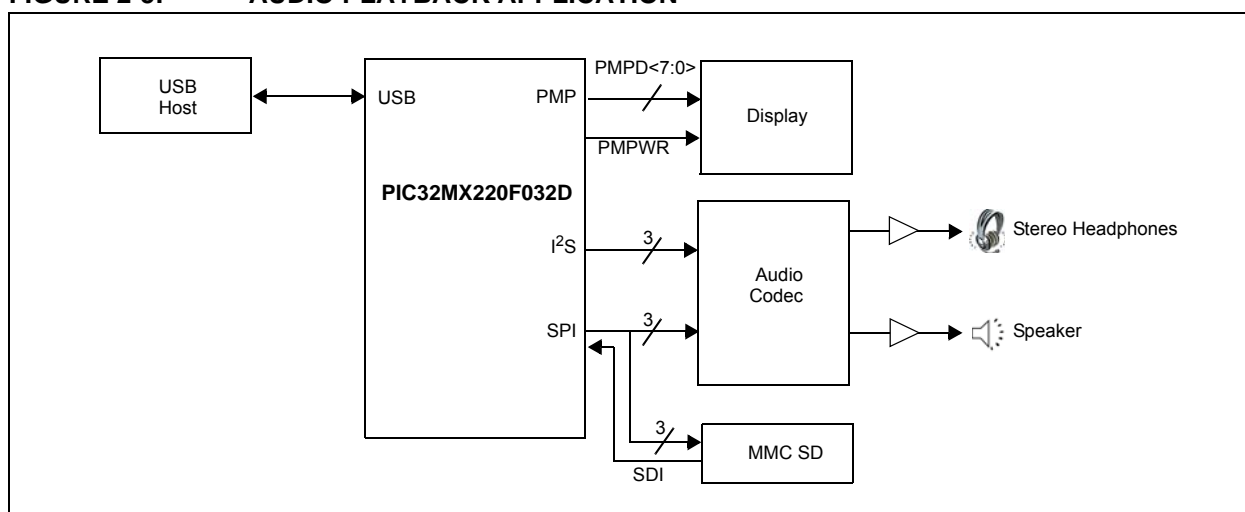 FIGURE AUDIO PLAYBACK APPLICATION
USB
Host
USB
PMP
PMPD<7:0>
Display
PMPWR
PIC32MX220F032D
I²S
3
Audio
Codec
Stereo Headphones
SPI
3
Speaker
3
MMC SD
SDI